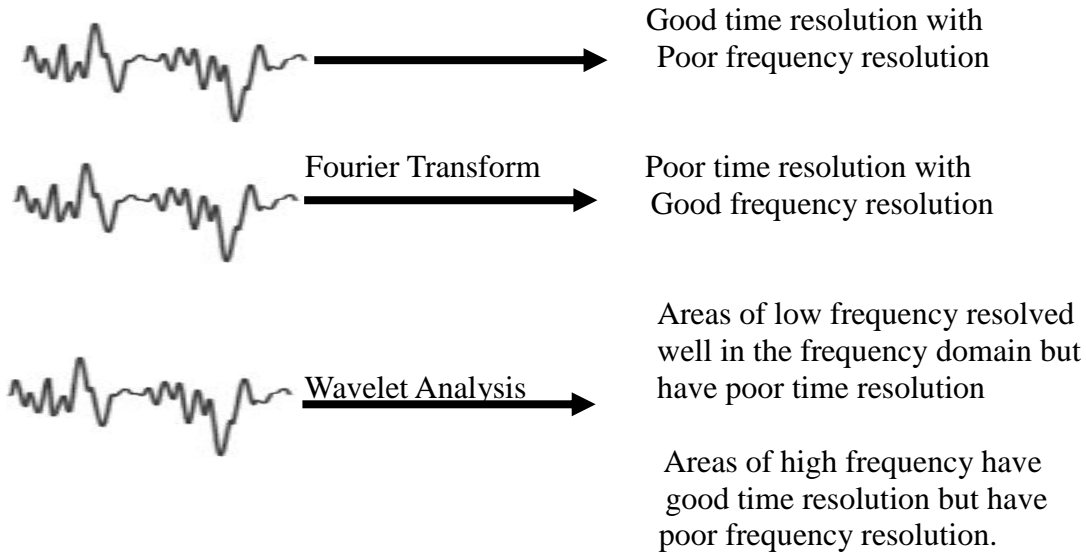 Good time resolution with
Poor frequency resolution
Fourier Transform
Poor time resolution with
Good frequency resolution
Wavelet Analysis
Areas of low frequency resolved
well in the frequency domain but
have poor time resolution
Areas of high frequency have
good time resolution but have
poor frequency resolution.